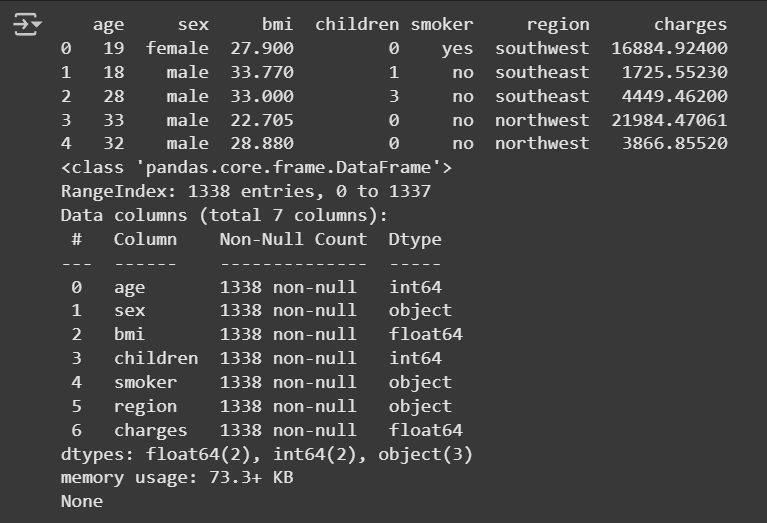 age     sex     bmi  children smoker     region      charges
0   19  female  27.900         0    yes  southwest  16884.92400
1   18    male  33.770         1     no  southeast   1725.55230
2   28    male  33.000         3     no  southeast   4449.46200
3   33    male  22.705         0     no  northwest  21984.47061
4   32    male  28.880         0     no  northwest   3866.85520
<class 'pandas.core.frame.DataFrame'>
RangeIndex: 1338 entries, 0 to 1337
Data columns (total 7 columns):
 #   Column    Non-Null Count  Dtype
---  ------    --------------  -----
 0   age       1338 non-null   int64
 1   sex       1338 non-null   object
 2   bmi       1338 non-null   float64
 3   children  1338 non-null   int64
 4   smoker    1338 non-null   object
 5   region    1338 non-null   object
 6   charges   1338 non-null   float64
dtypes: float64(2), int64(2), object(3)
memory usage: 73.3+ KB
None